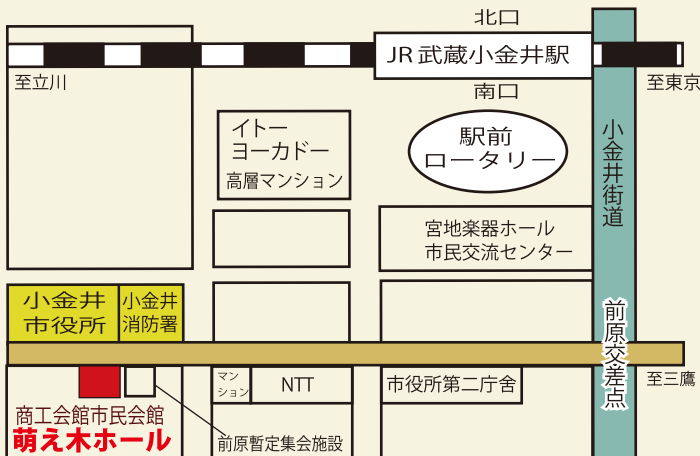 北口
JR武蔵小金井駅
至立川
南口
至東京
イトー
ヨーカドー
高層マンション
駅前
ロータリー
小金井街道
宮地楽器ホール
市民交流センター
小金井
市役所
小金井
消防署
前原交差点
マン
ション
NTT
市役所第二庁舎
至三鷹
商工会館市民会館
萌え木ホール
前原暫定集会施設